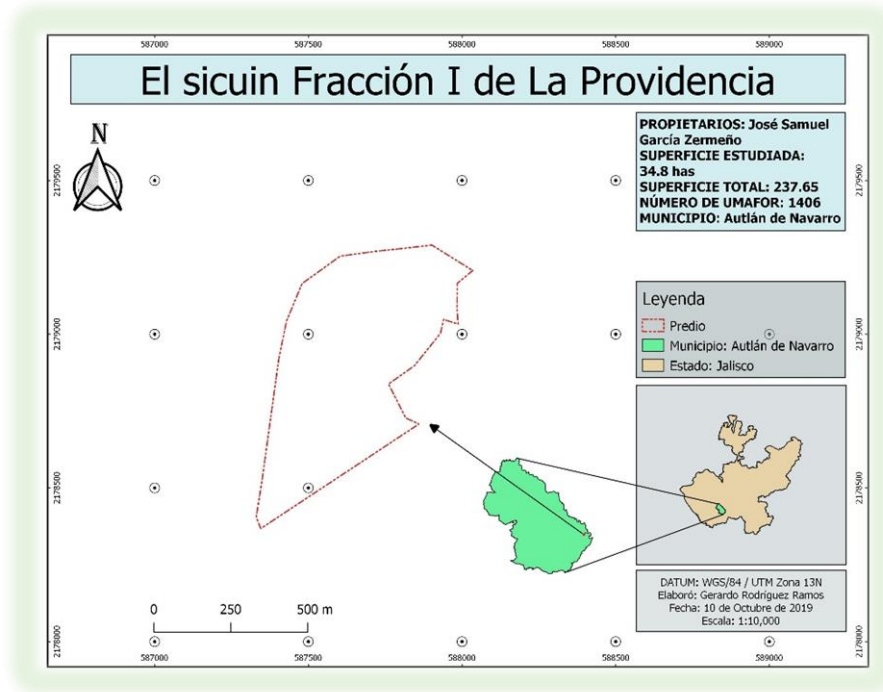 587000 587500 588000 588500 589000
El sicuin Fracción I de La Providencia
N
PROPIETARIOS: José Samuel
García Zermeño
SUPERFICIE ESTUDIADA:
34.8 has
SUPERFICIE TOTAL: 237.65
NÚMERO DE UMAFOR: 1406
MUNICIPIO: Autlán de Navarro
2179500 2179500
Leyenda
Predio
Municipio: Autlán de Navarro
Estado: Jalisco
2179000 2179000
2178500 2178500
DATUM: WGS/84 / UTM Zona 13N
Elaboró: Gerardo Rodríguez Ramos
Fecha: 10 de Octubre de 2019
Escala: 1:10,000
0 250 500 m
2178000 2178000
587000 587500 588000 588500 589000